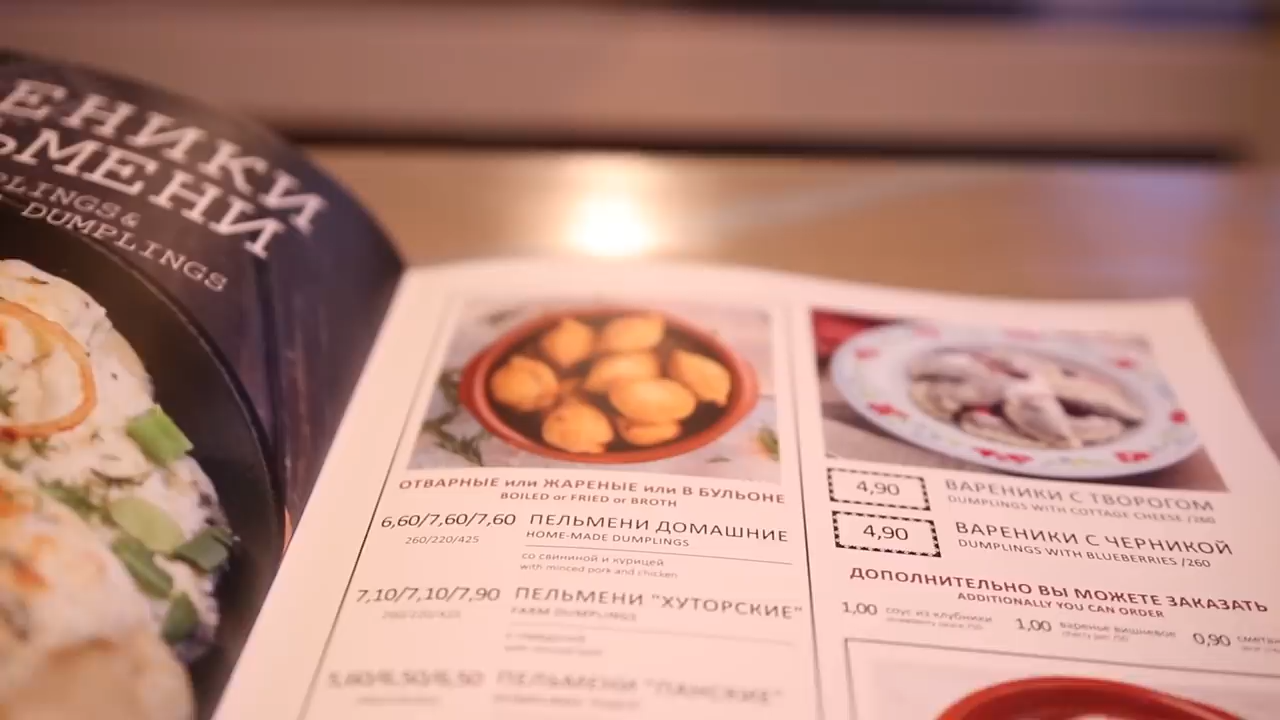 ЕНИКИ
ЬМЕНИ
PLINGS &
DUMPLINGS
ОТВАРНЫЕ или ЖАРЕНЫЕ или В БУЛЬОНЕ
BOILED or FRIED or BROTH
6,60/7,60/7,60 ПЕЛЬМЕНИ ДОМАШНИЕ
260/220/425 HOME-MADE DUMPLINGS
со свининой и курицей
with minced pork and chicken
7,10/7,10/7,90 ПЕЛЬМЕНИ "ХУТОРСКИЕ"
FARM DUMPLINGS
ПЕЛЬМЕНИ "ПАНСКИЕ"
4,90 ВАРЕНИКИ С ТВОРОГОМ
DUMPLINGS WITH COTTAGE CHEESE /260
4,90 ВАРЕНИКИ С ЧЕРНИКОЙ
DUMPLINGS WITH BLUEBERRIES /260
ДОПОЛНИТЕЛЬНО ВЫ МОЖЕТЕ ЗАКАЗАТЬ
ADDITIONALLY YOU CAN ORDER
1,00 соус из клубники 1,00 варенье вишневое 0,90